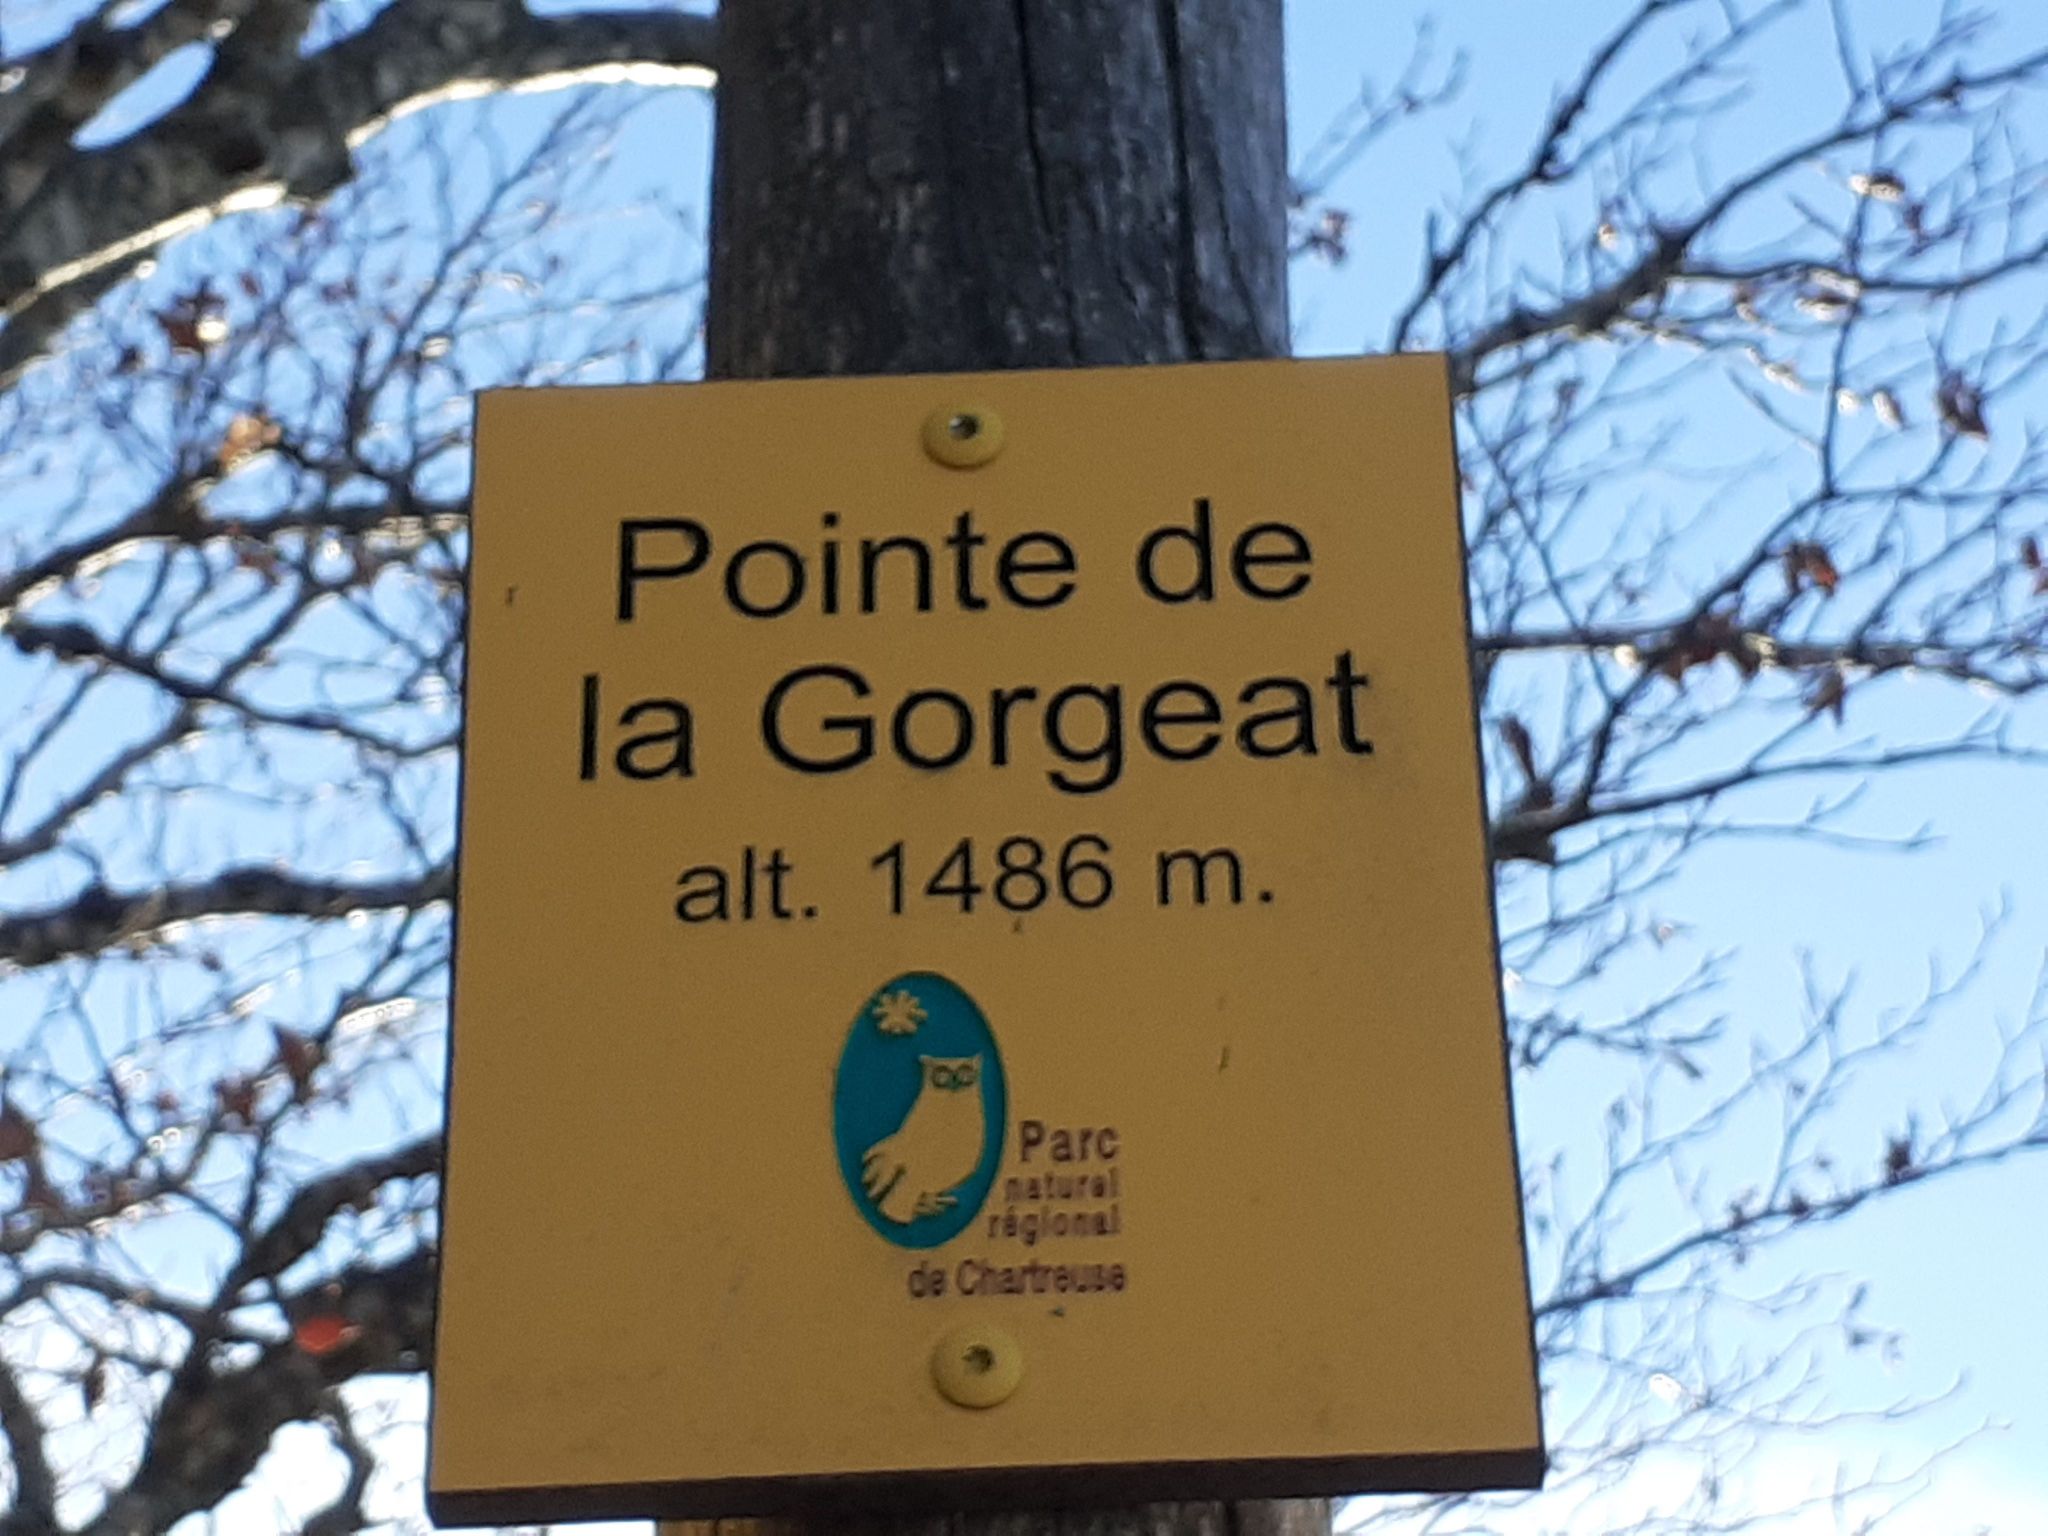 Pointe de
la Gorgeat
alt. 1486 m.
Parc
naturel
régional
de Chartreuse